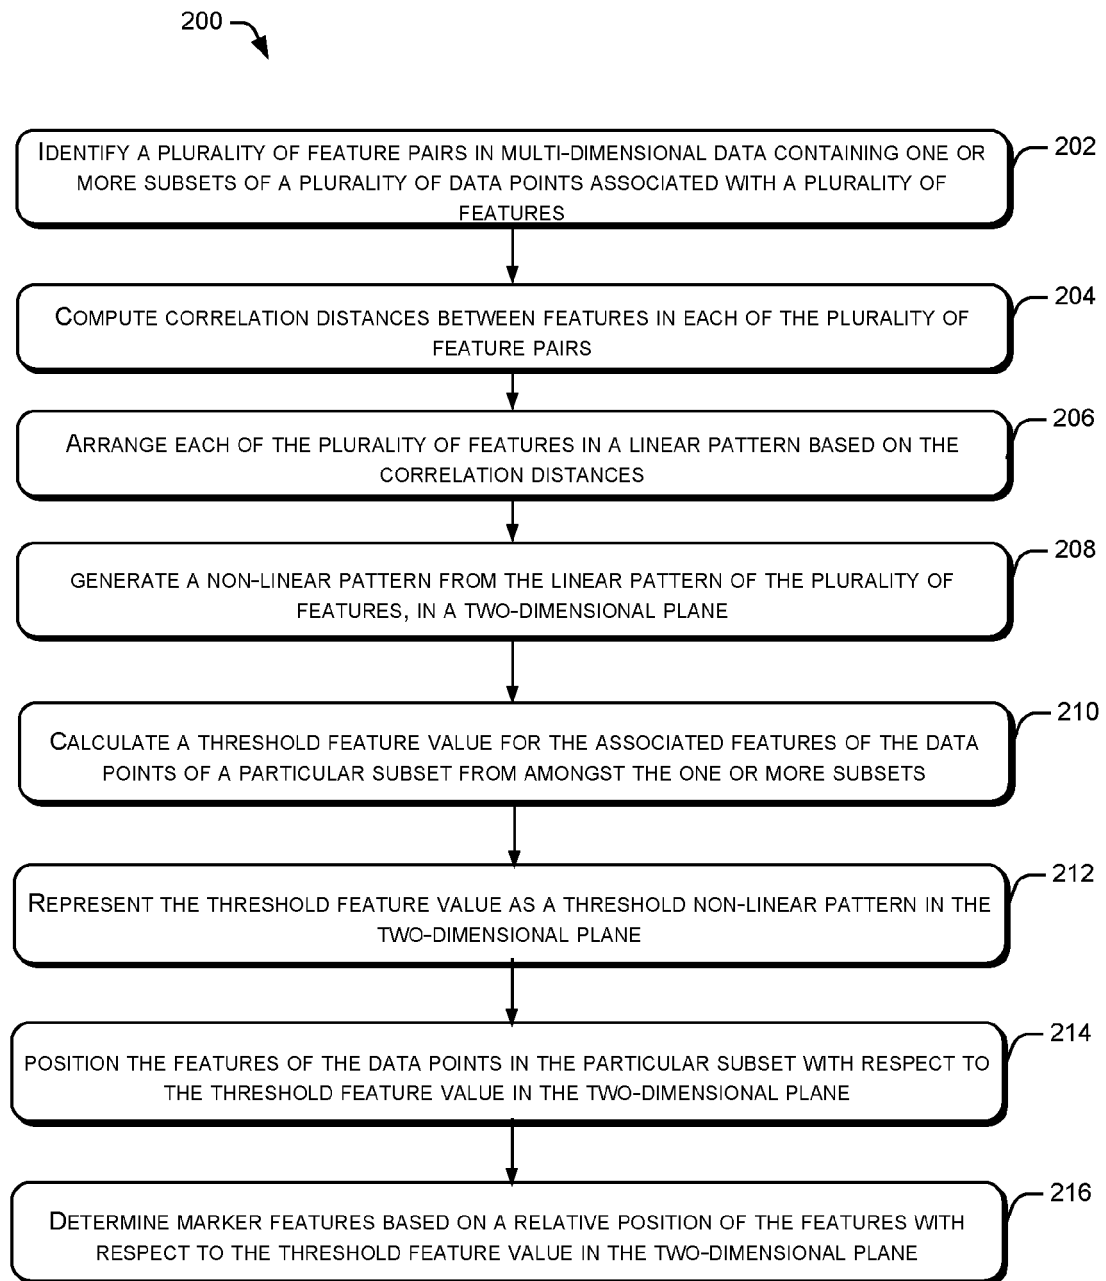 200
IDENTIFY A PLURALITY OF FEATURE PAIRS IN MULTI-DIMENSIONAL DATA CONTAINING ONE OR
MORE SUBSETS OF A PLURALITY OF DATA POINTS ASSOCIATED WITH A PLURALITY OF
FEATURES
202
COMPUTE CORRELATION DISTANCES BETWEEN FEATURES IN EACH OF THE PLURALITY OF
FEATURE PAIRS
204
ARRANGE EACH OF THE PLURALITY OF FEATURES IN A LINEAR PATTERN BASED ON THE
CORRELATION DISTANCES
206
GENERATE A NON-LINEAR PATTERN FROM THE LINEAR PATTERN OF THE PLURALITY OF
FEATURES, IN A TWO-DIMENSIONAL PLANE
208
CALCULATE A THRESHOLD FEATURE VALUE FOR THE ASSOCIATED FEATURES OF THE DATA
POINTS OF A PARTICULAR SUBSET FROM AMONGST THE ONE OR MORE SUBSETS
210
REPRESENT THE THRESHOLD FEATURE VALUE AS A THRESHOLD NON-LINEAR PATTERN IN THE
TWO-DIMENSIONAL PLANE
212
POSITION THE FEATURES OF THE DATA POINTS IN THE PARTICULAR SUBSET WITH RESPECT TO
THE THRESHOLD FEATURE VALUE IN THE TWO-DIMENSIONAL PLANE
214
DETERMINE MARKER FEATURES BASED ON A RELATIVE POSITION OF THE FEATURES WITH
RESPECT TO THE THRESHOLD FEATURE VALUE IN THE TWO-DIMENSIONAL PLANE
216